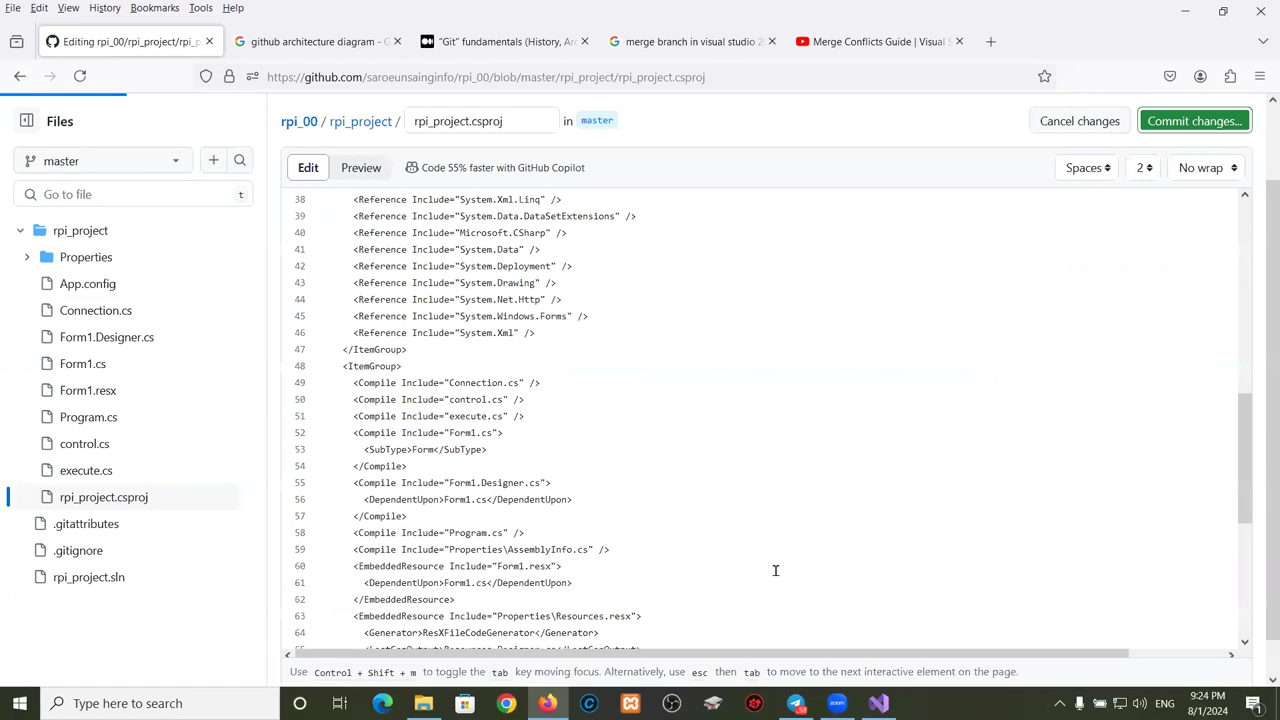 File Edit View History Bookmarks Tools Help
Editing rpi_00/rpi_project/rpi_p
github architecture diagram - G
"Git" fundamentals (History, Arc
merge branch in visual studio 20
Merge Conflicts Guide | Visual S
https://github.com/saroeunsainginfo/rpi_00/blob/master/rpi_project/rpi_project.csproj
Files
rpi_00 / rpi_project / rpi_project.csproj in master
Cancel changes
Commit changes...
master
Go to file
t
Edit
Preview
Code 55% faster with GitHub Copilot
Spaces
2
No wrap
rpi_project
Properties
App.config
Connection.cs
Form1.Designer.cs
Form1.cs
Form1.resx
Program.cs
control.cs
execute.cs
rpi_project.csproj
.gitattributes
.gitignore
rpi_project.sln
38 <Reference Include="System.Xml.Linq" />
39 <Reference Include="System.Data.DataSetExtensions" />
40 <Reference Include="Microsoft.CSharp" />
41 <Reference Include="System.Data" />
42 <Reference Include="System.Deployment" />
43 <Reference Include="System.Drawing" />
44 <Reference Include="System.Net.Http" />
45 <Reference Include="System.Windows.Forms" />
46 <Reference Include="System.Xml" />
47 </ItemGroup>
48 <ItemGroup>
49 <Compile Include="Connection.cs" />
50 <Compile Include="control.cs" />
51 <Compile Include="execute.cs" />
52 <Compile Include="Form1.cs">
53 <SubType>Form</SubType>
54 </Compile>
55 <Compile Include="Form1.Designer.cs">
56 <DependentUpon>Form1.cs</DependentUpon>
57 </Compile>
58 <Compile Include="Program.cs" />
59 <Compile Include="Properties\AssemblyInfo.cs" />
60 <EmbeddedResource Include="Form1.resx">
61 <DependentUpon>Form1.cs</DependentUpon>
62 </EmbeddedResource>
63 <EmbeddedResource Include="Properties\Resources.resx">
64 <Generator>ResXFileCodeGenerator</Generator>
Use Control + Shift + m to toggle the tab key moving focus. Alternatively, use esc then tab to move to the next interactive element on the page.
Type here to search
ENG
9:24 PM
8/1/2024